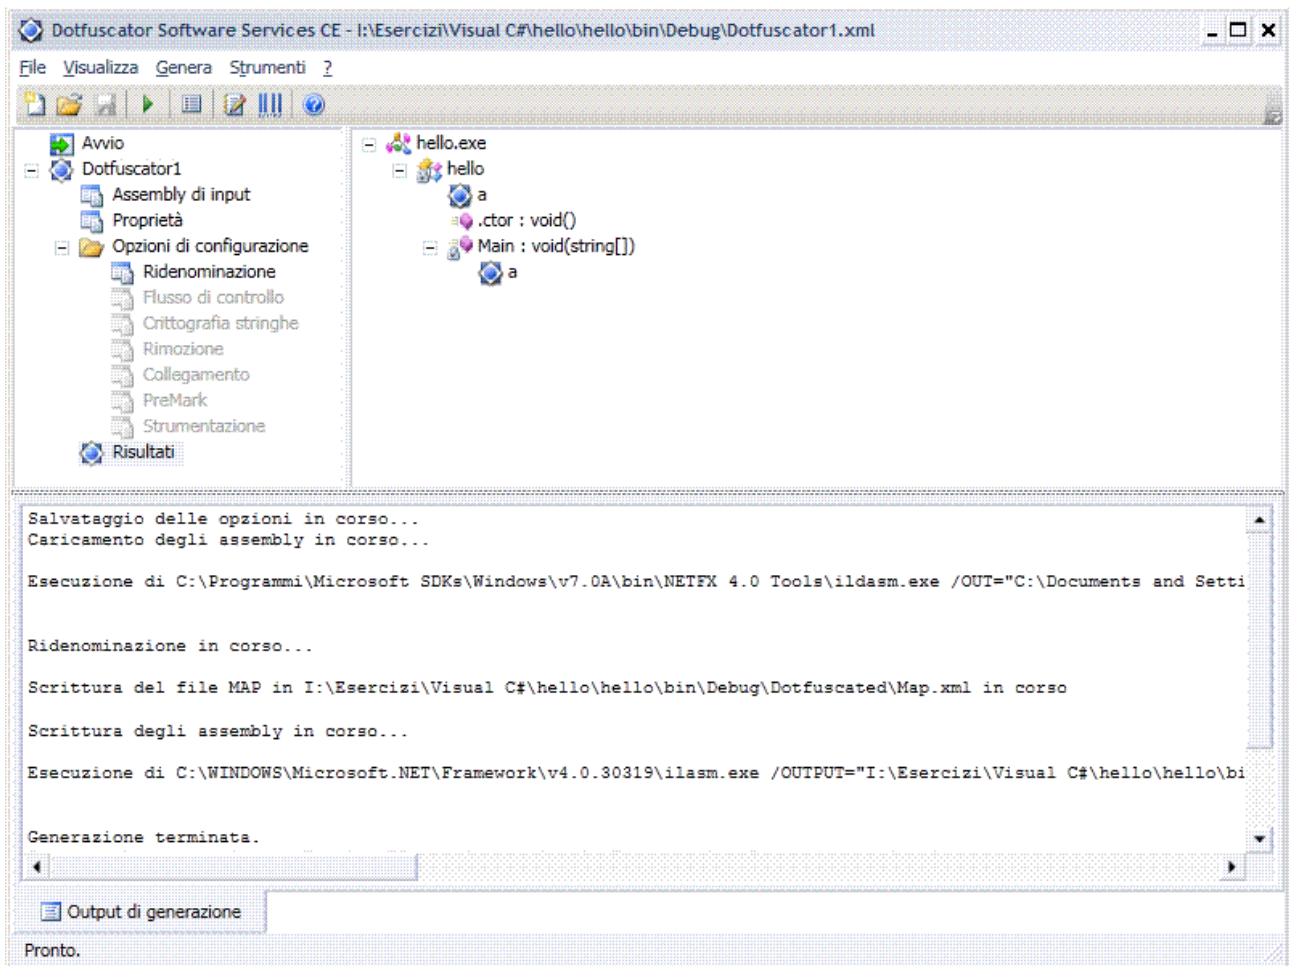 Dotfuscator Software Services CE - I:\Esercizi\Visual C#\hello\hello\bin\Debug\Dotfuscator1.xml
File Visualizza Genera Strumenti ?
Avvio
Dotfuscator1
Assembly di input
Proprietà
Opzioni di configurazione
Ridenominazione
Flusso di controllo
Crittografia stringhe
Rimozione
Collegamento
PreMark
Strumentazione
Risultati
hello.exe
hello
a
.ctor : void()
Main : void(string[])
a
Salvataggio delle opzioni in corso...
Caricamento degli assembly in corso...
Esecuzione di C:\Programmi\Microsoft SDKs\Windows\v7.0A\bin\NETFX 4.0 Tools\ildasm.exe /OUT="C:\Documents and Setti
Ridenominazione in corso...
Scrittura del file MAP in I:\Esercizi\Visual C#\hello\hello\bin\Debug\Dotfuscated\Map.xml in corso
Scrittura degli assembly in corso...
Esecuzione di C:\WINDOWS\Microsoft.NET\Framework\v4.0.30319\ilasm.exe /OUTPUT="I:\Esercizi\Visual C#\hello\hello\bi
Generazione terminata.
Output di generazione
Pronto.